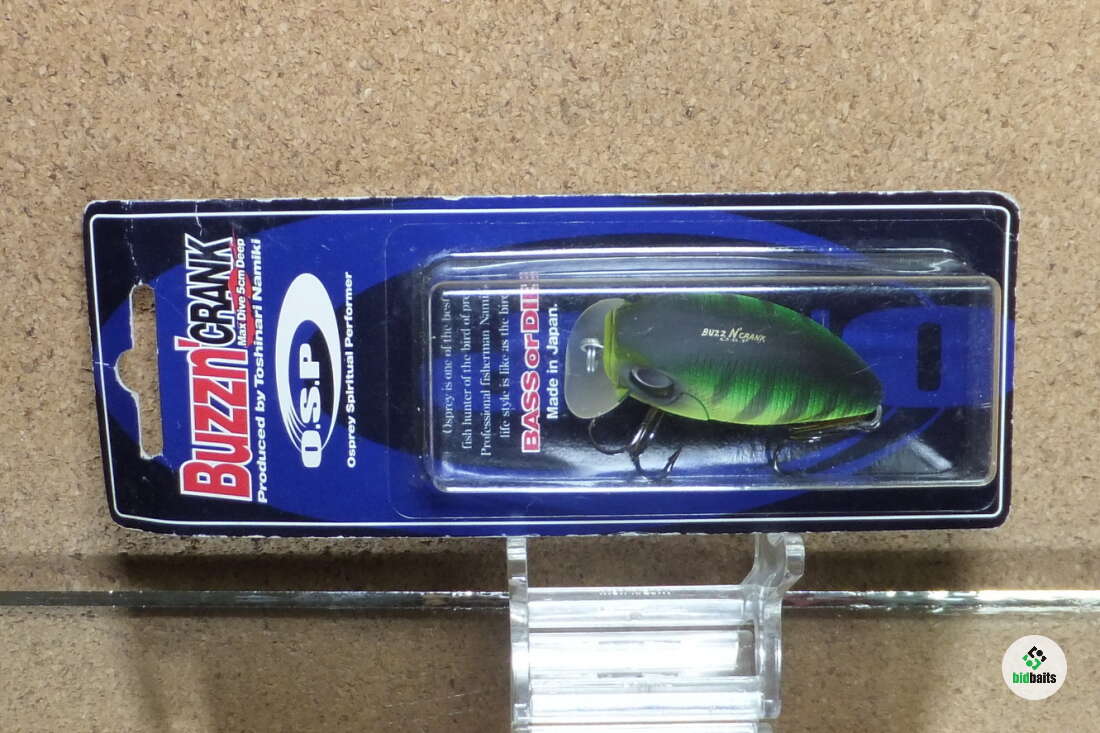 Buzzn'CRANK
Max Dive 5cm Deep
Produced by Toshinari Namiki
O.S.P
Osprey Spiritual Performer
Osprey is one of the best
fish hunter of the bird of pre
Professional fisherman Nami
life style is like as the bird
BASS or DIE!
Made in Japan.
BUZZ N' CRANK
bidbaits